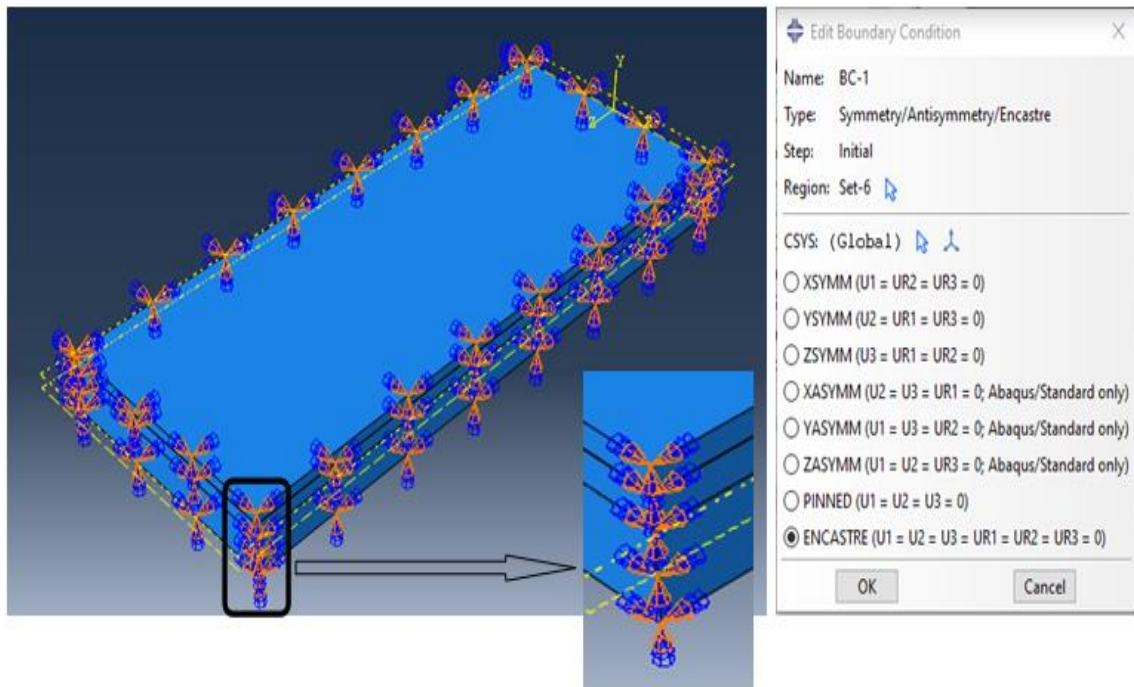 Y
Z
Edit Boundary Condition
Name: BC-1
Type: Symmetry/Antisymmetry/Encastre
Step: Initial
Region: Set-6
CSYS: (Global)
XSYMM (U1 = UR2 = UR3 = 0)
YSYMM (U2 = UR1 = UR3 = 0)
ZSYMM (U3 = UR1 = UR2 = 0)
XASYMM (U2 = U3 = UR1 = 0; Abaqus/Standard only)
YASYMM (U1 = U3 = UR2 = 0; Abaqus/Standard only)
ZASYMM (U1 = U2 = UR3 = 0; Abaqus/Standard only)
PINNED (U1 = U2 = U3 = 0)
ENCASTRE (U1 = U2 = U3 = UR1 = UR2 = UR3 = 0)
OK Cancel